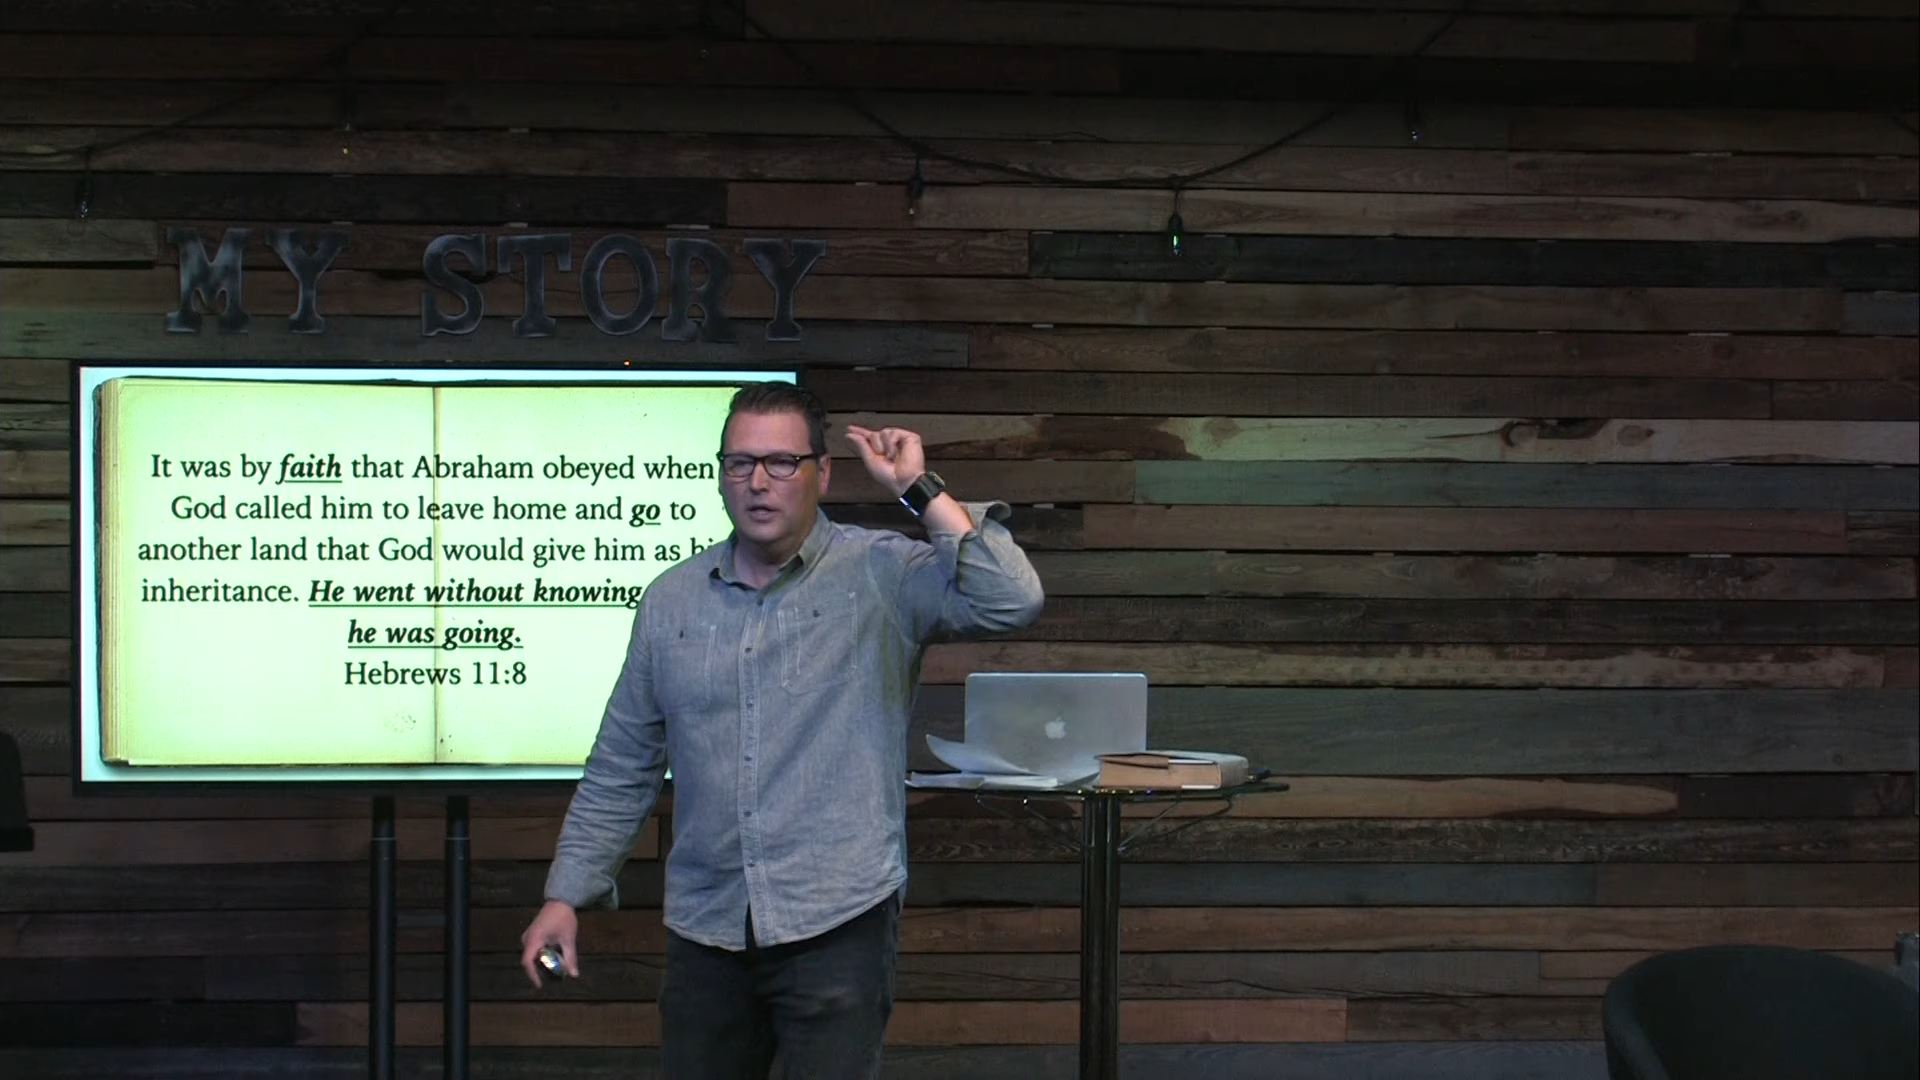 MY STORY
It was by faith that Abraham obeyed when
God called him to leave home and go to
another land that God would give him as
inheritance. He went without knowing
he was going.
Hebrews 11:8